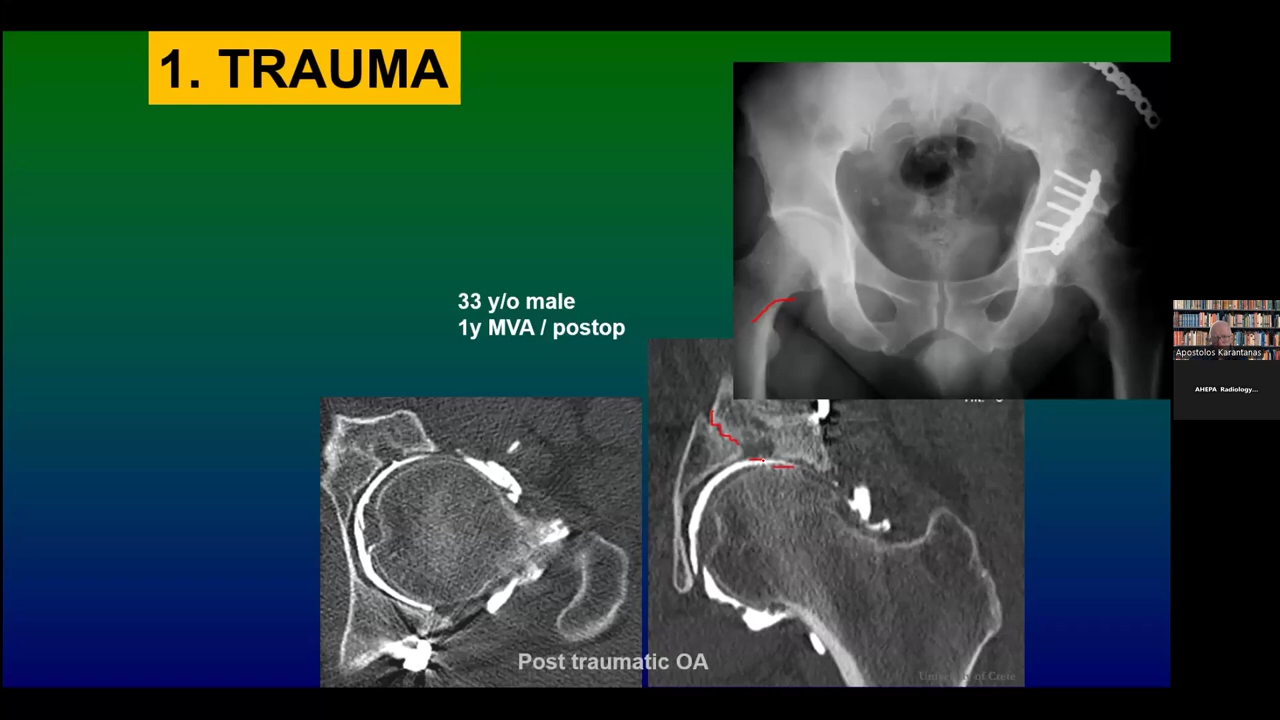 1. TRAUMA
33 y/o male
1y MVA / postop
Post traumatic OA
University of Crete
Apostolos Karantanas
AHEPA Radiology...